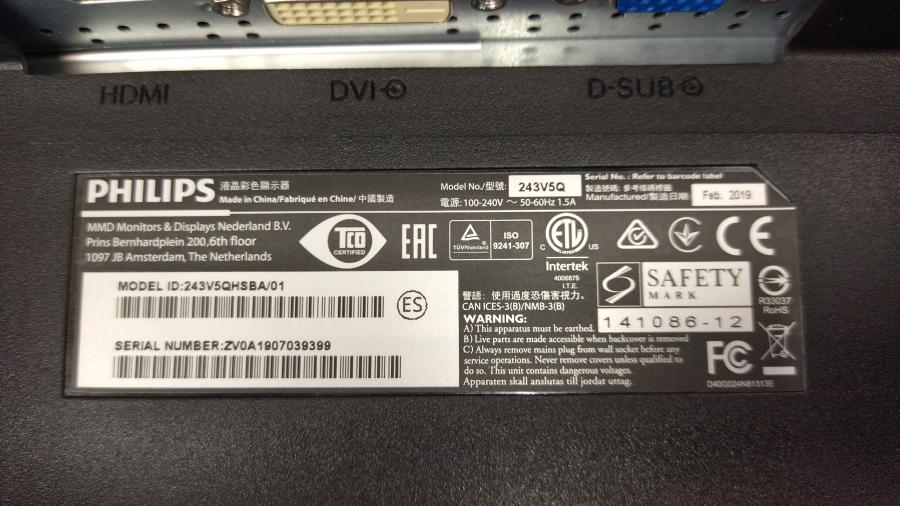 HDMI
DVI
D-SUB
PHILIPS 液晶彩色顯示器
Made in China/Fabriqué en Chine/ 中國製造
MMD Monitors & Displays Nederland B.V.
Prins Bernhardplein 200,6th floor
1097 JB Amsterdam, The Netherlands
Model No./型號: 243V5Q
電源: 100-240V ～ 50-60Hz 1.5A
Serial No. : Refer to barcode label
製造號碼: 參考條碼標籤
Manufactured/製造日期: Feb. 2019
TCO
CERTIFIED
EAC
TÜVRheinland
ISO
9241-307
C ETL US
Intertek
4006875
I.T.E.
CE
MODEL ID:243V5QHSBA/01
ES
SERIAL NUMBER:ZV0A1907039399
警語: 使用過度恐傷害視力。
CAN ICES-3(B)/NMB-3(B)
WARNING:
A) This apparatus must be earthed.
B) Live parts are made accessible when backcover is removed
C) Always remove mains plug from wall socket before any
service operations. Never remove covers unless qualified to
do so. This unit contains dangerous voltages.
Apparaten skall anslutas till jordat uttag.
SAFETY
MARK
141086-12
R33037
RoHS
FC
D40G024N81313E